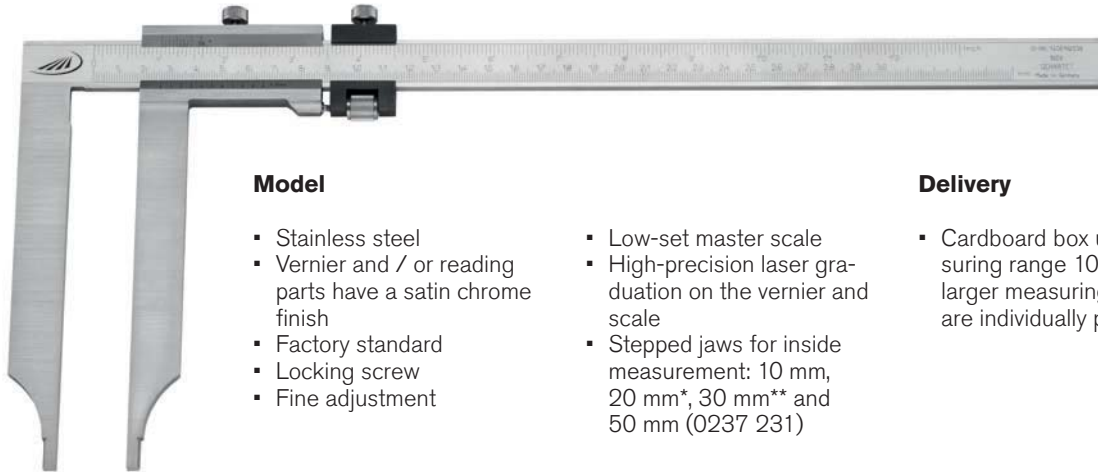 Model
▪ Stainless steel
▪ Vernier and / or reading
parts have a satin chrome
finish
▪ Factory standard
▪ Locking screw
▪ Fine adjustment
▪ Low-set master scale
▪ High-precision laser gra-
duation on the vernier and
scale
▪ Stepped jaws for inside
measurement: 10 mm,
20 mm*, 30 mm** and
50 mm (0237 231)
Delivery
▪ Cardboard box
suring range 10
larger measuring
are individually